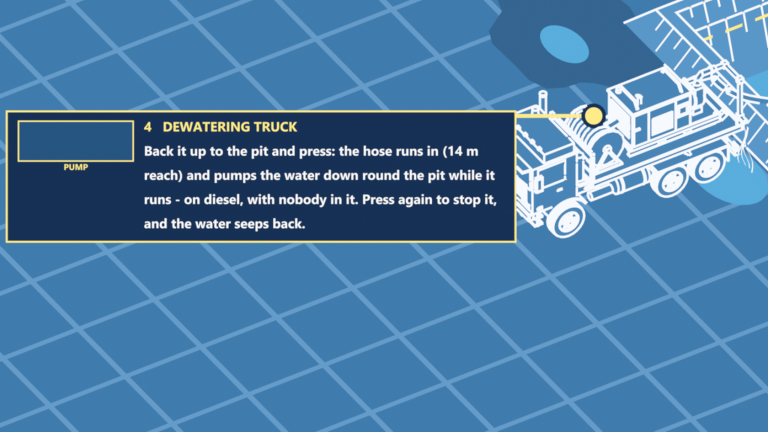 4 DEWATERING TRUCK
Back it up to the pit and press: the hose runs in (14 m
reach) and pumps the water down round the pit while it
runs - on diesel, with nobody in it. Press again to stop it,
and the water seeps back.
PUMP